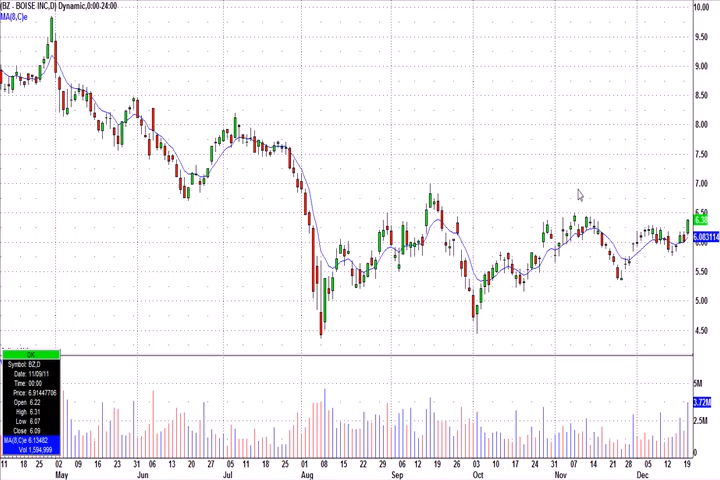 (BZ - BOISE INC,D) Dynamic,0:00-24:00
MA(8,C)e
10.00
9.50
9.00
8.50
8.00
7.50
7.00
6.50
6.083114
6.00
5.50
5.00
4.50
5M
3.72M
2.5M
OK
Symbol: BZ,D
Date: 11/09/11
Time: 00:00
Price: 6.91447706
Open 6.22
High 6.31
Low 6.07
Close 6.09
MA(8,C)e 6.13482
Vol 1,594,999
11 18 25 02 09 16 23 31 06 13 20 27 05 11 18 25 01 08 15 22 29 06 12 19 26 03 10 17 24 31 07 14 21 28 05 12 19
May Jun Jul Aug Sep Oct Nov Dec